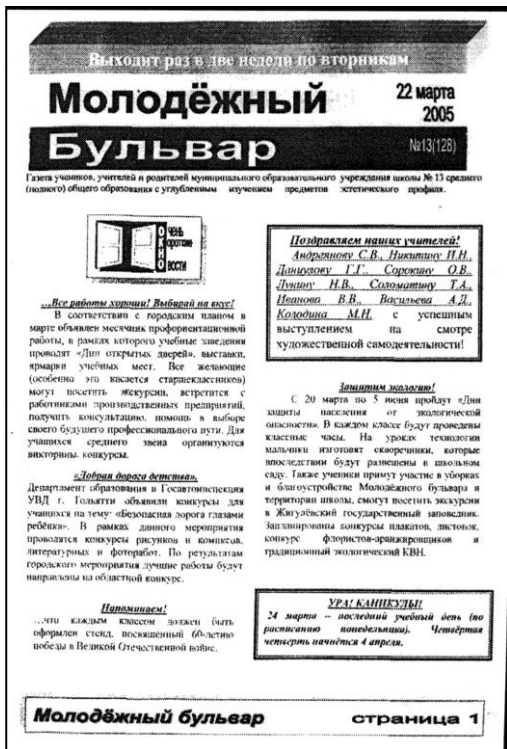 Выходит раз в две недели по вторникам
Молодёжный
22 марта
2005
Бульвар
№13(128)
Газета учеников, учителей и родителей муниципального образовательного учреждения школы № 13 среднего
(полного) общего образования с углубленным изучением предметов эстетического профиля.
ОКНО
чень
ороткие
вости
...Все работы хороши! Выбирай на вкус!
В соответствии с городским планом в
марте объявлен месячник профориентационной
работы, в рамках которого учебные заведения
проводят «Дни открытых дверей», выставки,
ярмарки учебных мест. Все желающие
(особенно это касается старшеклассников)
могут посетить экскурсии, встретится с
работниками производственных предприятий,
получить консультацию, помощь в выборе
своего будущего профессионального пути. Для
учащихся среднего звена организуются
викторины, конкурсы.
«Добрая дорога детства».
Департамент образования и Госавтоинспекция
УВД г. Тольятти объявили конкурсы для
учащихся на тему «Безопасная дорога глазами
ребёнка». В рамках данного мероприятия
проводятся конкурсы рисунков и комиксов,
литературных и фоторабот. По результатам
городского мероприятия лучшие работы будут
направлены на областной конкурс.
Напоминаем!
...что каждым классом должен быть
оформлен стенд, посвященный 60-летию
победы в Великой Отечественной войне.
Поздравляем наших учителей!
Андриянову С.В., Никитину И.Н.,
Данилову Г.Г., Сорокину О.В.,
Лунину Н.В., Соломатину Т.А.,
Иванова В.В., Васильева А.Д.,
Колодина М.Н. с успешным
выступлением на смотре
художественной самодеятельности!
Защитим экологию!
С 20 марта по 5 июня пройдут «Дни
защиты населения от экологической
опасности». В каждом классе будут проведены
классные часы. На уроках технологии
мальчики изготовят скворечники, которые
впоследствии будут размещены в школьном
саду. Также ученики примут участие в уборках
и благоустройстве Молодёжного бульвара и
территории школы, смогут посетить экскурсии
в Жигулёвский государственный заповедник.
Запланированы конкурсы плакатов, листовок,
конкурс флористов-аранжировщиков и
традиционный экологический КВН.
УРА! КАНИКУЛЫ!
24 марта – последний учебный день (по
расписанию понедельника). Четвёртая
четверть начнётся 4 апреля.
Молодёжный бульвар
страница 1